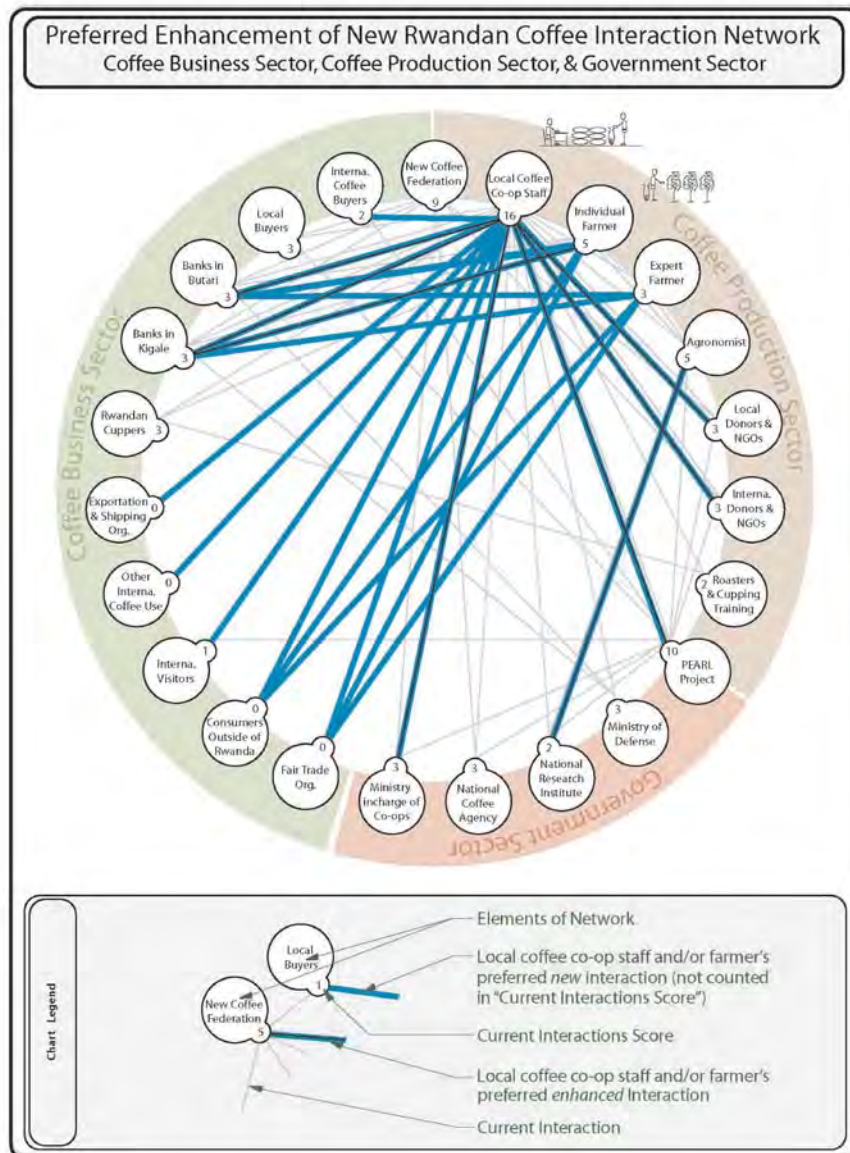 Preferred Enhancement of New Rwandan Coffee Interaction Network
Coffee Business Sector, Coffee Production Sector, & Government Sector
Coffee Business Sector
Coffee Production Sector
Government Sector
New Coffee
Federation
9
Local Coffee
Co-op Staff
16
Individual
Farmer
5
Expert
Farmer
3
Agronomist
5
Local
Donors &
NGOs
3
Interna.
Donors &
NGOs
3
Roasters
& Cupping
Training
2
PEARL
Project
10
Ministry of
Defense
3
National
Research
Institute
2
National
Coffee
Agency
3
Ministry
incharge of
Co-ops
3
Fair Trade
Org.
0
Consumers
Outside of
Rwanda
0
Interna.
Visitors
1
Other
Interna.
Coffee Use
0
Exportation
& Shipping
Org.
0
Rwandan
Cuppers
3
Banks in
Kigale
3
Banks in
Butari
3
Local
Buyers
3
Interna.
Coffee
Buyers
2
Chart Legend
Local
Buyers
1
New Coffee
Federation
5
Elements of Network
Local coffee co-op staff and/or farmer's
preferred new interaction (not counted
in "Current Interactions Score")
Current Interactions Score
Local coffee co-op staff and/or farmer's
preferred enhanced Interaction
Current Interaction